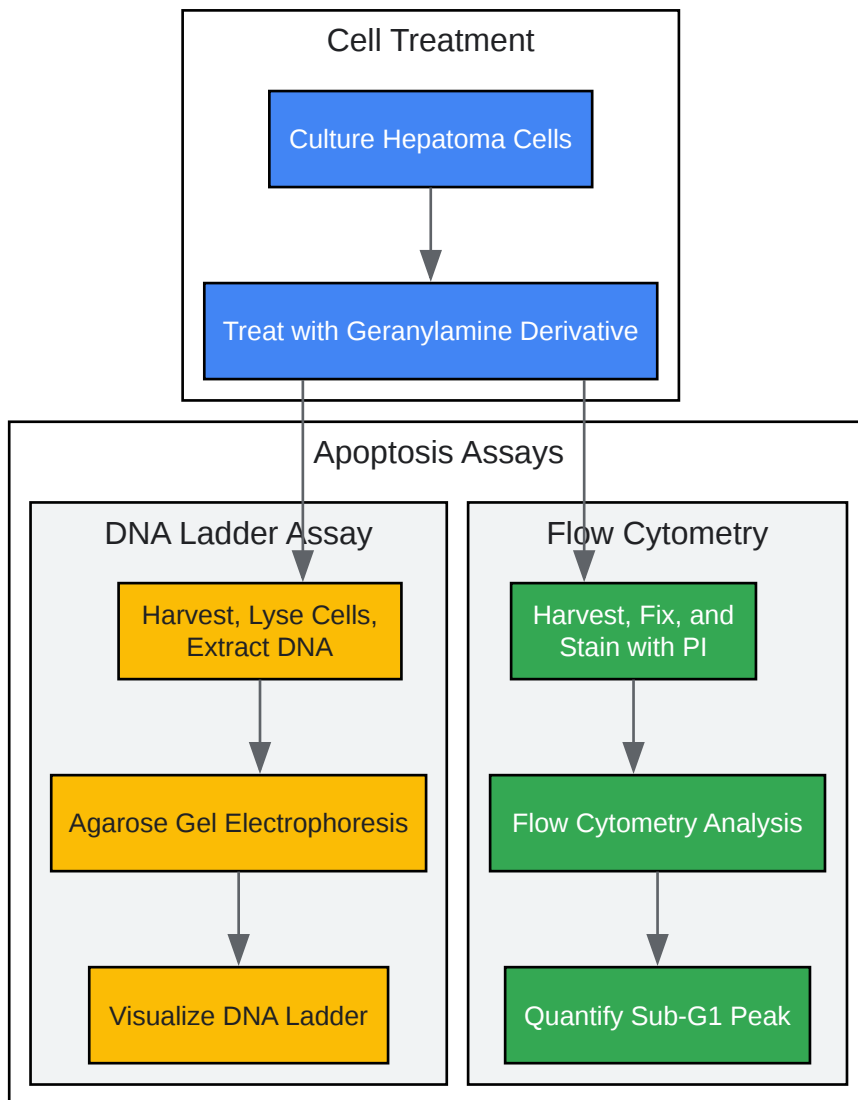 Cell Treatment
Culture Hepatoma Cells
Treat with Geranylamine Derivative
Apoptosis Assays
DNA Ladder Assay
Harvest, Lyse Cells,
Extract DNA
Agarose Gel Electrophoresis
Visualize DNA Ladder
Flow Cytometry
Harvest, Fix, and
Stain with PI
Flow Cytometry Analysis
Quantify Sub-G1 Peak